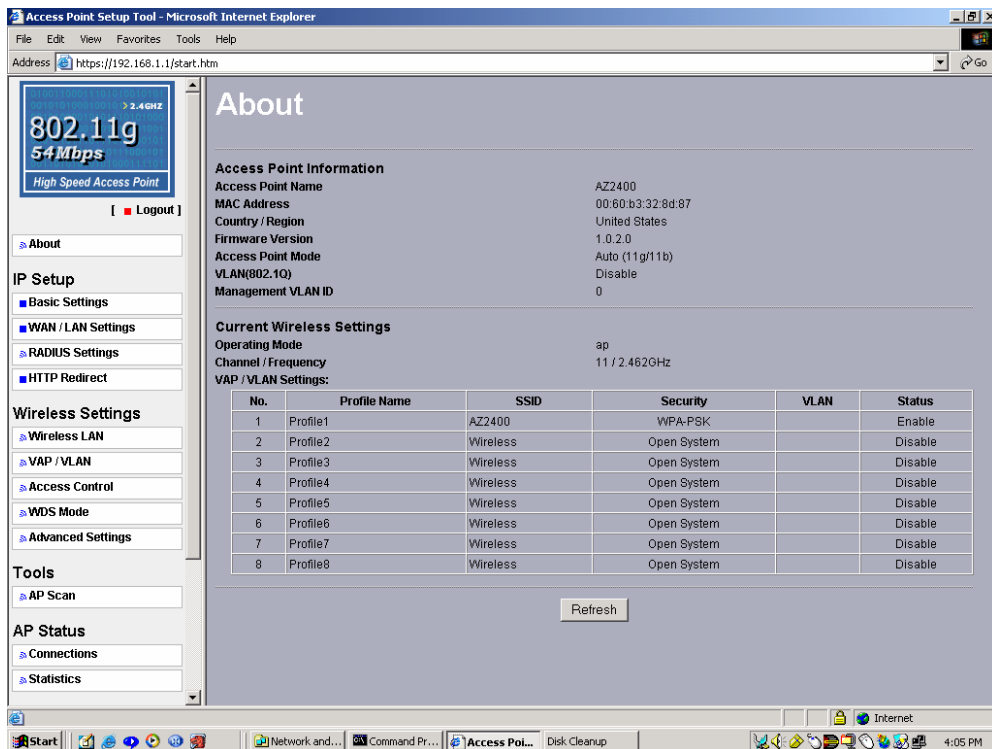 Access Point Setup Tool - Microsoft Internet Explorer
File Edit View Favorites Tools Help
Address https://192.168.1.1/start.htm Go
2.4GHZ
802.11g
54Mbps
High Speed Access Point
[ Logout ]
About
IP Setup
Basic Settings
WAN / LAN Settings
RADIUS Settings
HTTP Redirect
Wireless Settings
Wireless LAN
VAP / VLAN
Access Control
WDS Mode
Advanced Settings
Tools
AP Scan
AP Status
Connections
Statistics
About
Access Point Information
Access Point Name AZ2400
MAC Address 00:60:b3:32:8d:87
Country / Region United States
Firmware Version 1.0.2.0
Access Point Mode Auto (11g/11b)
VLAN(802.1Q) Disable
Management VLAN ID 0
Current Wireless Settings
Operating Mode ap
Channel / Frequency 11 / 2.462GHz
VAP / VLAN Settings:
No. Profile Name SSID Security VLAN Status
1 Profile1 AZ2400 WPA-PSK Enable
2 Profile2 Wireless Open System Disable
3 Profile3 Wireless Open System Disable
4 Profile4 Wireless Open System Disable
5 Profile5 Wireless Open System Disable
6 Profile6 Wireless Open System Disable
7 Profile7 Wireless Open System Disable
8 Profile8 Wireless Open System Disable
Refresh
Internet
Start Network and... Command Pr... Access Poi... Disk Cleanup 4:05 PM